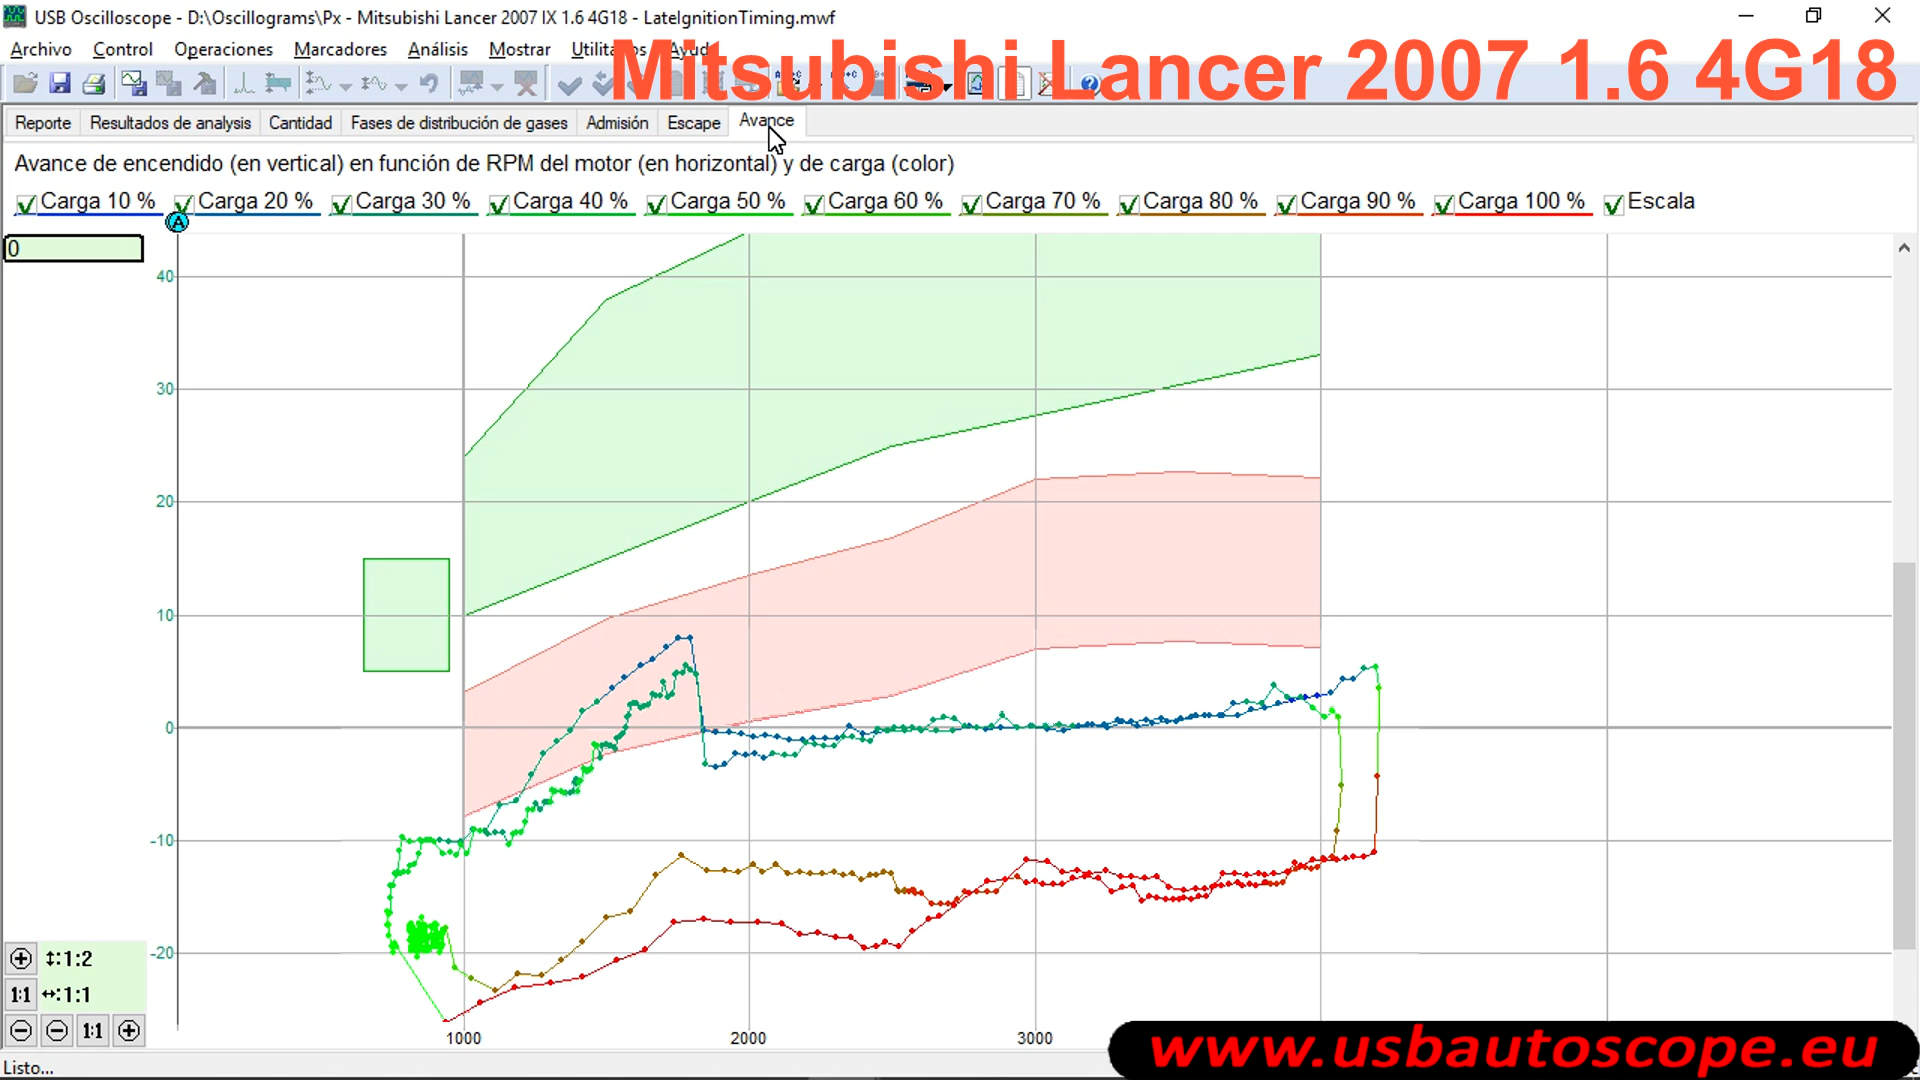 USB Oscilloscope - D:\Oscillograms\Px - Mitsubishi Lancer 2007 IX 1.6 4G18 - LateIgnitionTiming.mwf
Archivo Control Operaciones Marcadores Análisis Mostrar
Mitsubishi Lancer 2007 1.6 4G18
Reporte Resultados de analysis Cantidad Fases de distribución de gases Admisión Escape Avance
Avance de encendido (en vertical) en función de RPM del motor (en horizontal) y de carga (color)
Carga 10 % Carga 20 % Carga 30 % Carga 40 % Carga 50 % Carga 60 % Carga 70 % Carga 80 % Carga 90 % Carga 100 % Escala
A
0
40
30
20
10
0
-10
-20
↕:1:2
1:1 ↔:1:1
1:1
1000 2000 3000
www.usbautoscope.eu
Listo...